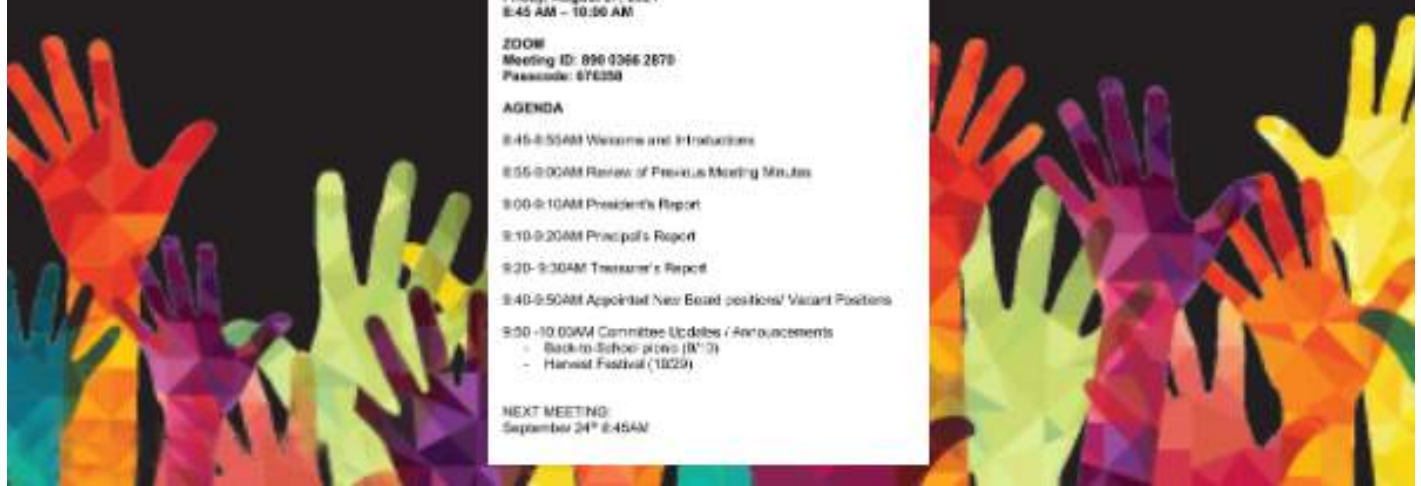 8:45 AM – 10:00 AM
ZOOM
Meeting ID: 890 0366 2870
Passcode: 676358
AGENDA
8:45-8:55AM Welcome and Introductions
8:55-9:00AM Review of Previous Meeting Minutes
9:00-9:10AM President's Report
9:10-9:20AM Principal's Report
9:20- 9:30AM Treasurer's Report
9:40-9:50AM Appointed New Board positions/ Vacant Positions
9:50 -10:00AM Committee Updates / Announcements
- Back-to-School picnic (9/10)
- Harvest Festival (10/29)
NEXT MEETING:
September 24th 8:45AM